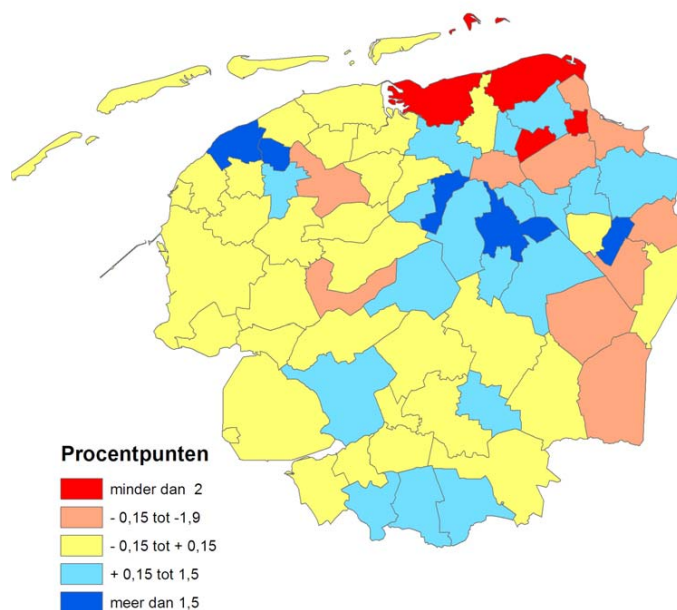 Procentpunten
minder dan 2
- 0,15 tot -1,9
- 0,15 tot + 0,15
+ 0,15 tot 1,5
meer dan 1,5